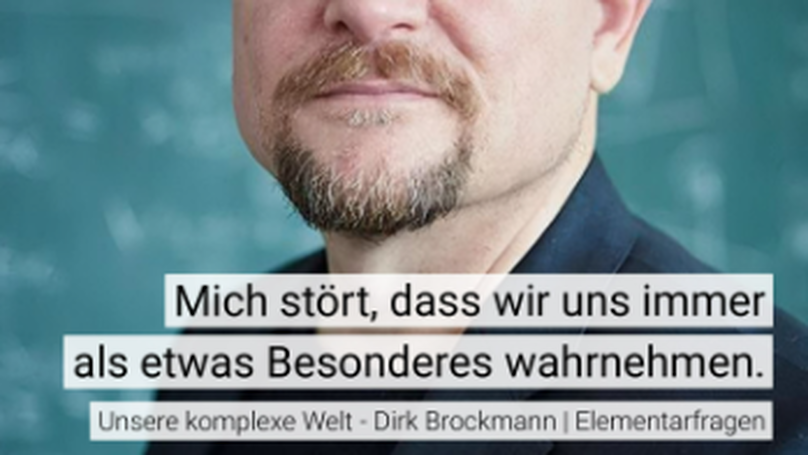 Mich stört, dass wir uns immer
als etwas Besonderes wahrnehmen.
Unsere komplexe Welt - Dirk Brockmann | Elementarfragen